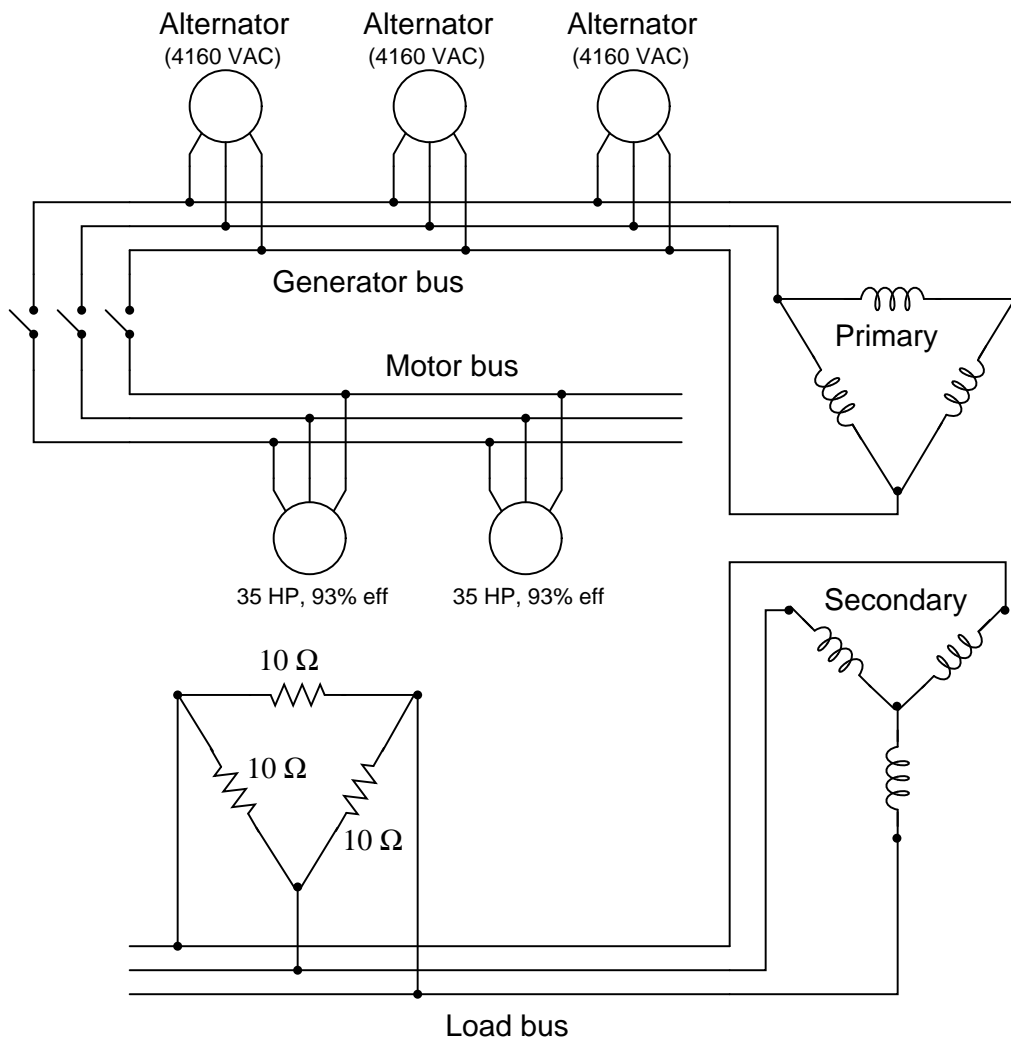 Alternator
(4160 VAC)
Alternator
(4160 VAC)
Alternator
(4160 VAC)
Generator bus
Motor bus
Primary
35 HP, 93% eff
35 HP, 93% eff
Secondary
10 Ω
10 Ω
10 Ω
Load bus